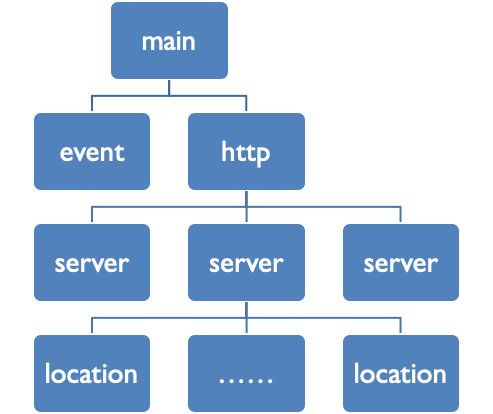 main
event
http
server
server
server
location
......
location